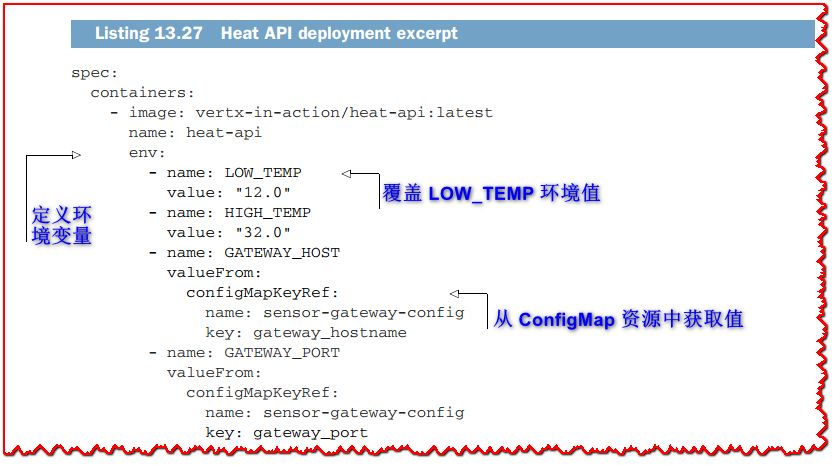 Listing 13.27 Heat API deployment excerpt
spec:
  containers:
    - image: vertx-in-action/heat-api:latest
      name: heat-api
      env:
        - name: LOW_TEMP
          value: "12.0"
        - name: HIGH_TEMP
          value: "32.0"
        - name: GATEWAY_HOST
          valueFrom:
            configMapKeyRef:
              name: sensor-gateway-config
              key: gateway_hostname
        - name: GATEWAY_PORT
          valueFrom:
            configMapKeyRef:
              name: sensor-gateway-config
              key: gateway_port
定义环
境变量
覆盖 LOW_TEMP 环境值
从 ConfigMap 资源中获取值